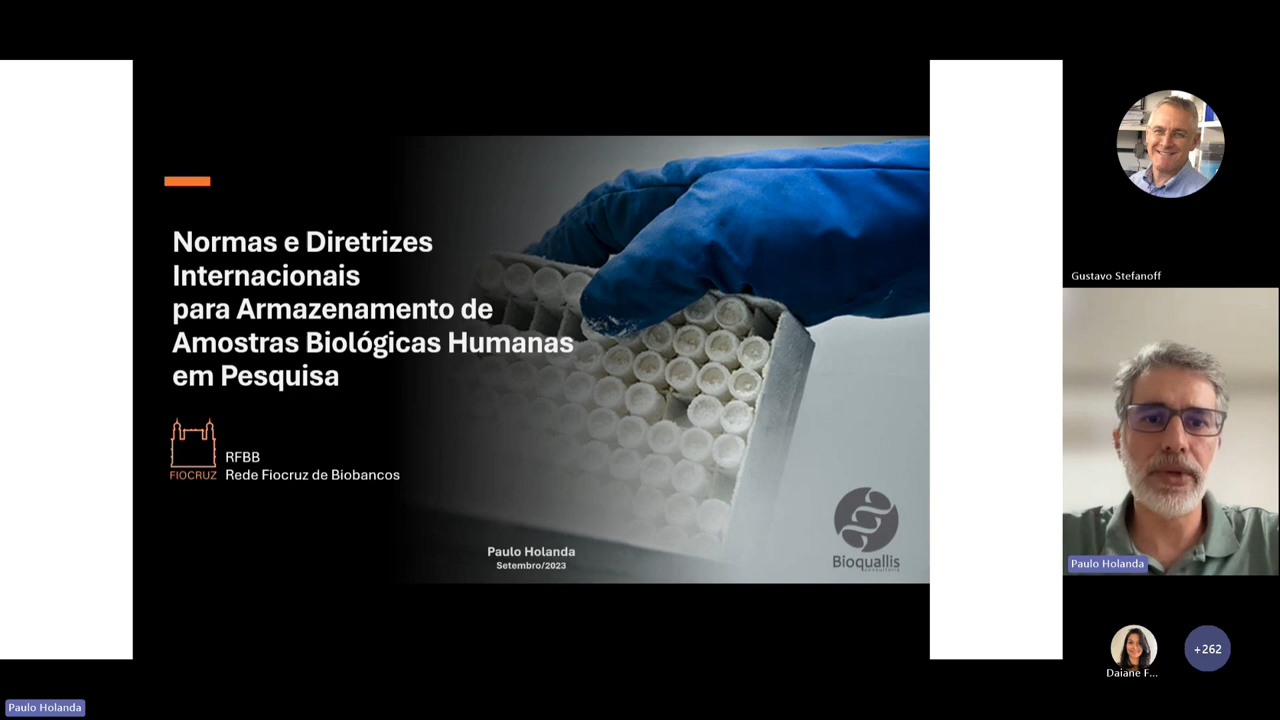 Normas e Diretrizes
Internacionais
para Armazenamento de
Amostras Biológicas Humanas
em Pesquisa
FIOCRUZ
RFBB
Rede Fiocruz de Biobancos
Paulo Holanda
Setembro/2023
Bioquallis
consultoria
Gustavo Stefanoff
Paulo Holanda
Daiane F...
+262
Paulo Holanda